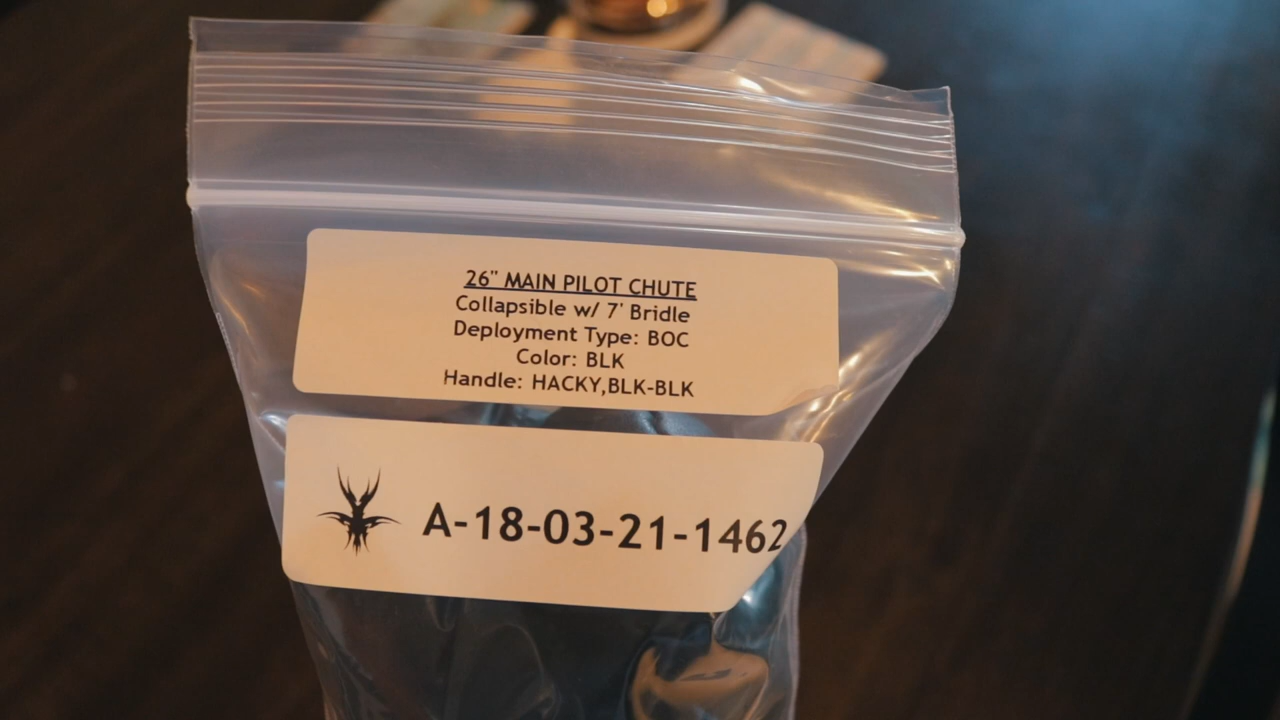 26" MAIN PILOT CHUTE
Collapsible w/ 7' Bridle
Deployment Type: BOC
Color: BLK
Handle: HACKY,BLK-BLK
A-18-03-21-1462